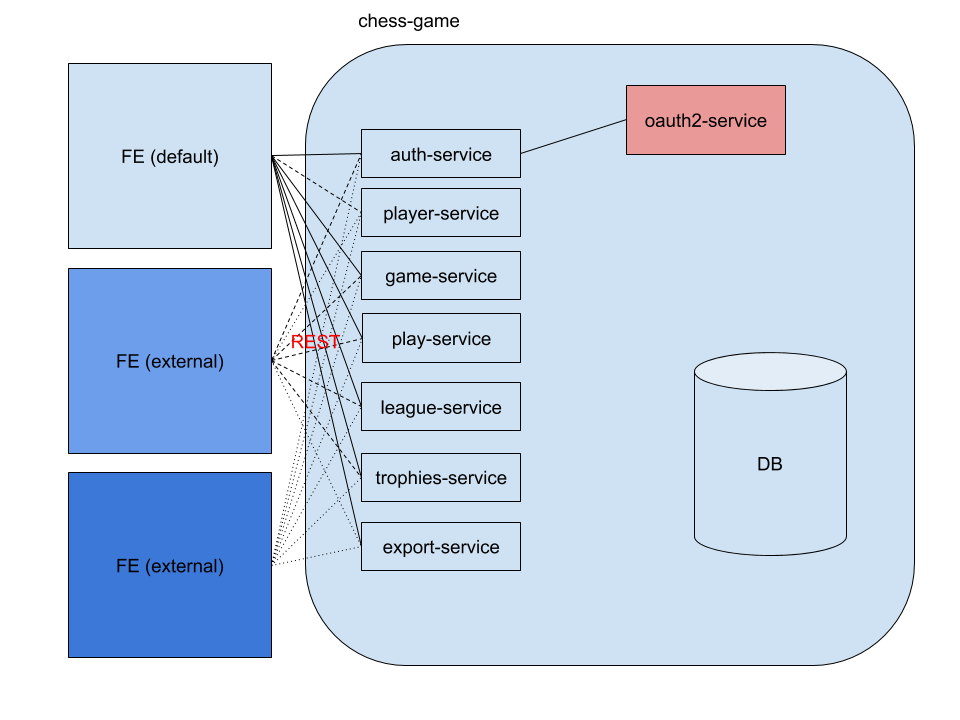 chess-game
FE (default)
FE (external)
FE (external)
REST
auth-service
player-service
game-service
play-service
league-service
trophies-service
export-service
oauth2-service
DB